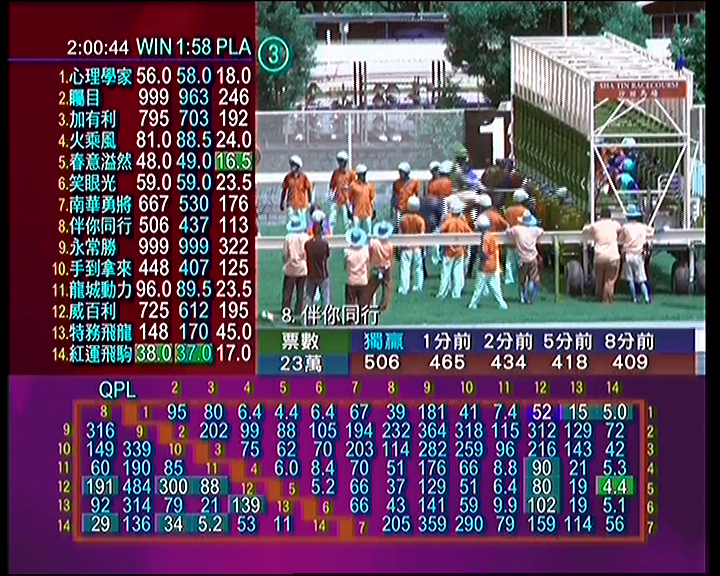 2:00:44 WIN 1:58 PLA
1.心理學家 56.0 58.0 18.0
2.矚目 999 963 246
3.加有利 795 703 192
4.火乘風 81.0 88.5 24.0
5.春意溢然 48.0 49.0 16.5
6.笑眼光 59.0 59.0 23.5
7.南華勇將 667 530 176
8.伴你同行 506 437 113
9.永常勝 999 999 322
10.手到拿來 448 407 125
11.龍城動力 96.0 89.5 23.5
12.威百利 725 612 195
13.特務飛龍 148 170 45.0
14.紅運飛駒 38.0 37.0 17.0
3
SHA TIN RACECOURSE
沙田馬場
1
8. 伴你同行
票數 獨贏 1分前 2分前 5分前 8分前
23萬 506 465 434 418 409
QPL 2 3 4 5 6 7 8 9 10 11 12 13 14
8 1 95 80 6.4 4.4 6.4 67 39 181 41 7.4 52 15 5.0 1
9 316 9 2 202 99 88 105 194 232 364 318 115 312 129 72 2
10 149 339 10 3 75 62 70 203 114 282 259 96 216 143 42 3
11 60 190 85 11 4 6.0 8.4 70 51 176 66 8.8 90 21 5.3 4
12 191 484 300 88 12 5 5.2 66 37 129 51 6.4 80 19 4.4 5
13 92 314 79 21 139 13 6 66 43 141 59 9.9 102 19 5.1 6
14 29 136 34 5.2 53 11 14 7 205 359 290 79 159 114 56 7